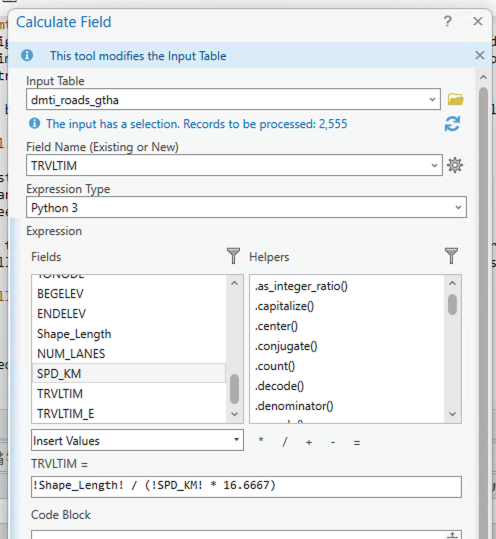 Calculate Field
?
This tool modifies the Input Table
Input Table
dmti_roads_gtha
The input has a selection. Records to be processed: 2,555
Field Name (Existing or New)
TRVLTIM
Expression Type
Python 3
Expression
Fields
Helpers
BEGELEV
ENDELEV
Shape_Length
NUM_LANES
SPD_KM
TRVLTIM
TRVLTIM_E
.as_integer_ratio()
.capitalize()
.center()
.conjugate()
.count()
.decode()
.denominator()
Insert Values
* / + - =
TRVLTIM =
!Shape_Length! / (!SPD_KM! * 16.6667)
Code Block